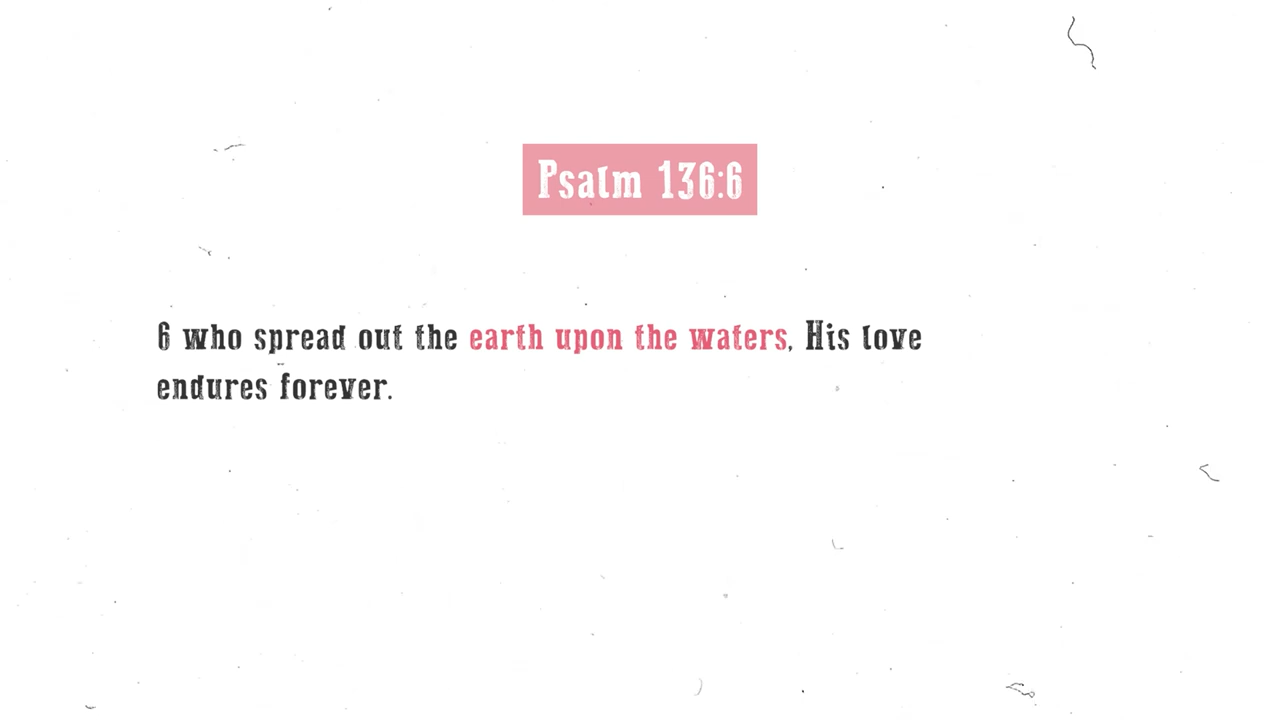 Psalm 136:6
6 who spread out the earth upon the waters, His love
endures forever.